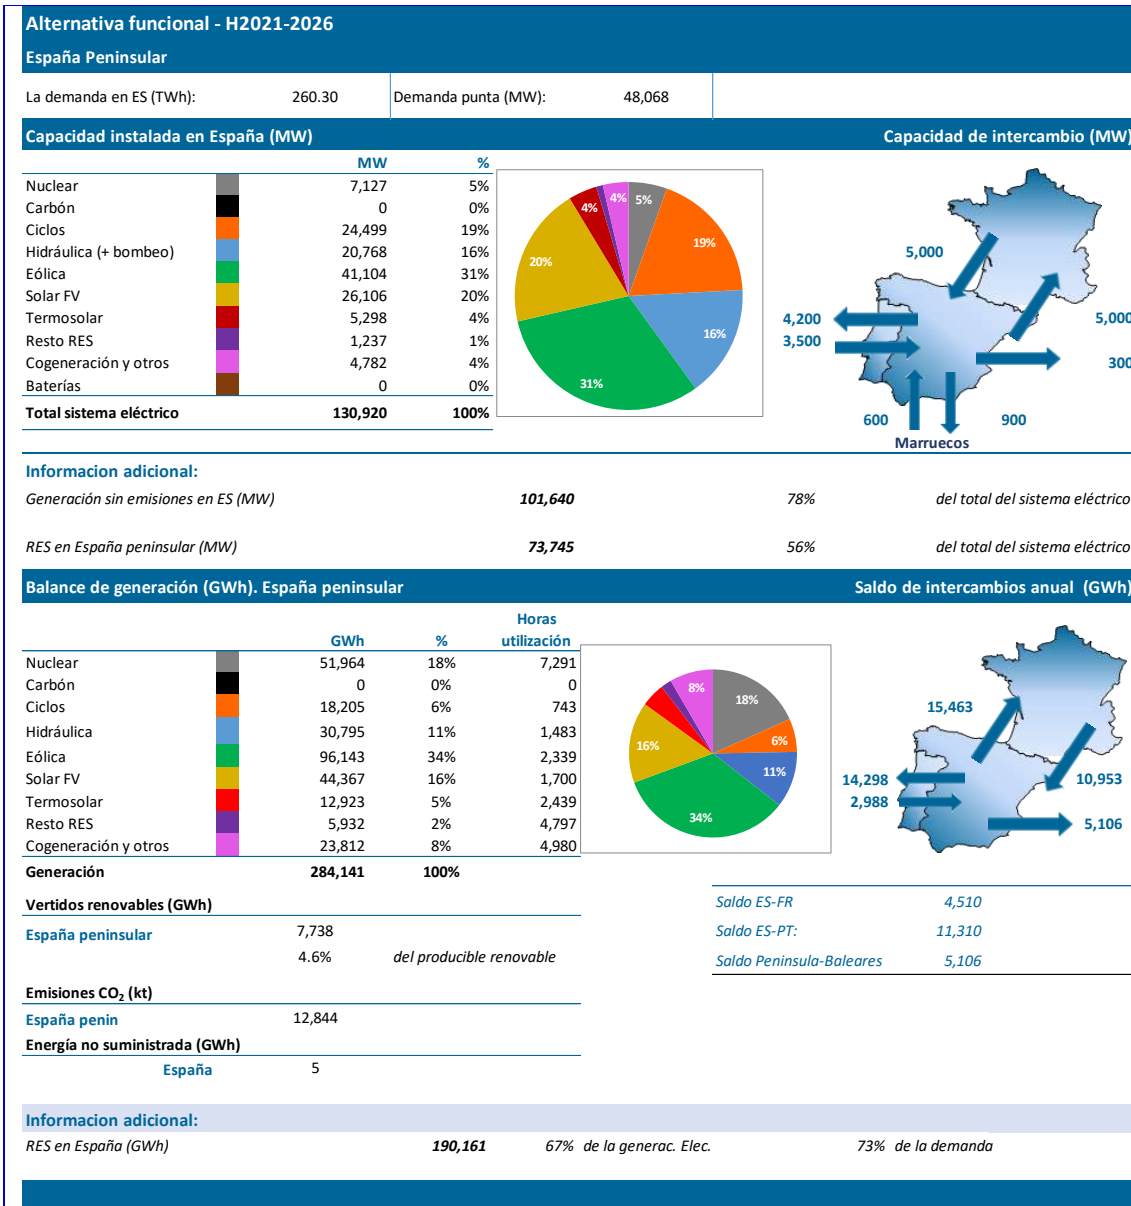 Alternativa funcional - H2021-2026
España Peninsular
La demanda en ES (TWh): 260.30 Demanda punta (MW): 48,068
Capacidad instalada en España (MW) Capacidad de intercambio (MW)
MW %
Nuclear 7,127 5%
Carbón 0 0%
Ciclos 24,499 19%
Hidráulica (+ bombeo) 20,768 16%
Eólica 41,104 31%
Solar FV 26,106 20%
Termosolar 5,298 4%
Resto RES 1,237 1%
Cogeneración y otros 4,782 4%
Baterías 0 0%
Total sistema eléctrico 130,920 100%
4% 5%
4%
19%
20%
16%
31%
5,000
4,200
5,000
3,500
300
600
900
Marruecos
Informacion adicional:
Generación sin emisiones en ES (MW) 101,640 78% del total del sistema eléctrico
RES en España peninsular (MW) 73,745 56% del total del sistema eléctrico
Balance de generación (GWh). España peninsular Saldo de intercambios anual (GWh)
Horas
GWh % utilización
Nuclear 51,964 18% 7,291
Carbón 0 0% 0
Ciclos 18,205 6% 743
Hidráulica 30,795 11% 1,483
Eólica 96,143 34% 2,339
Solar FV 44,367 16% 1,700
Termosolar 12,923 5% 2,439
Resto RES 5,932 2% 4,797
Cogeneración y otros 23,812 8% 4,980
Generación 284,141 100%
8%
18%
6%
16%
11%
34%
15,463
14,298
10,953
2,988
5,106
Vertidos renovables (GWh)
España peninsular 7,738
4.6% del producible renovable
Saldo ES-FR 4,510
Saldo ES-PT: 11,310
Saldo Peninsula-Baleares 5,106
Emisiones CO₂ (kt)
España penin 12,844
Energía no suministrada (GWh)
España 5
Informacion adicional:
RES en España (GWh) 190,161 67% de la generac. Elec. 73% de la demanda